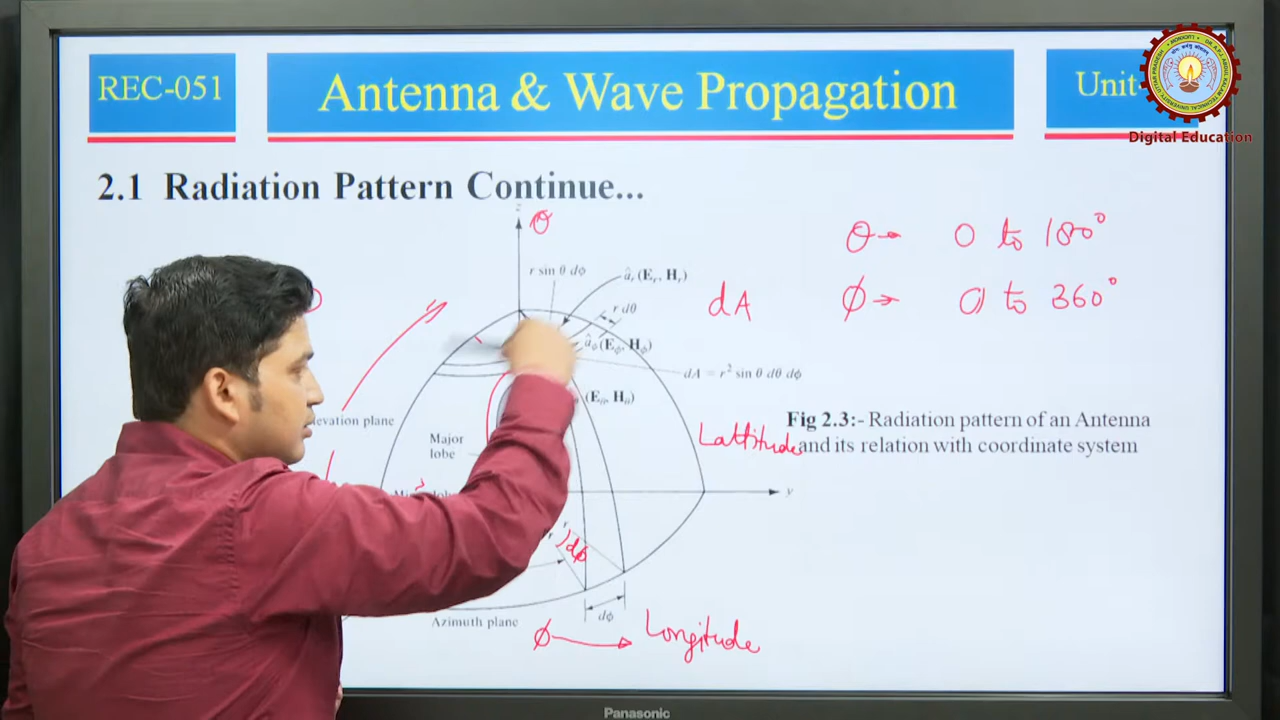 REC-051
Antenna & Wave Propagation
Unit-
Digital Education
2.1 Radiation Pattern Continue...
z
θ
θ → 0 to 180°
r sin θ dϕ
âr (Er, Hr)
dA
ϕ → 0 to 360°
r dθ
âϕ (Eϕ, Hϕ)
dA = r² sin θ dθ dϕ
(Eθ, Hθ)
levation plane
Fig 2.3:- Radiation pattern of an Antenna
Lattitude and its relation with coordinate system
Major
lobe
y
r
dϕ
dϕ
Azimuth plane
ϕ → Longitude
Panasonic